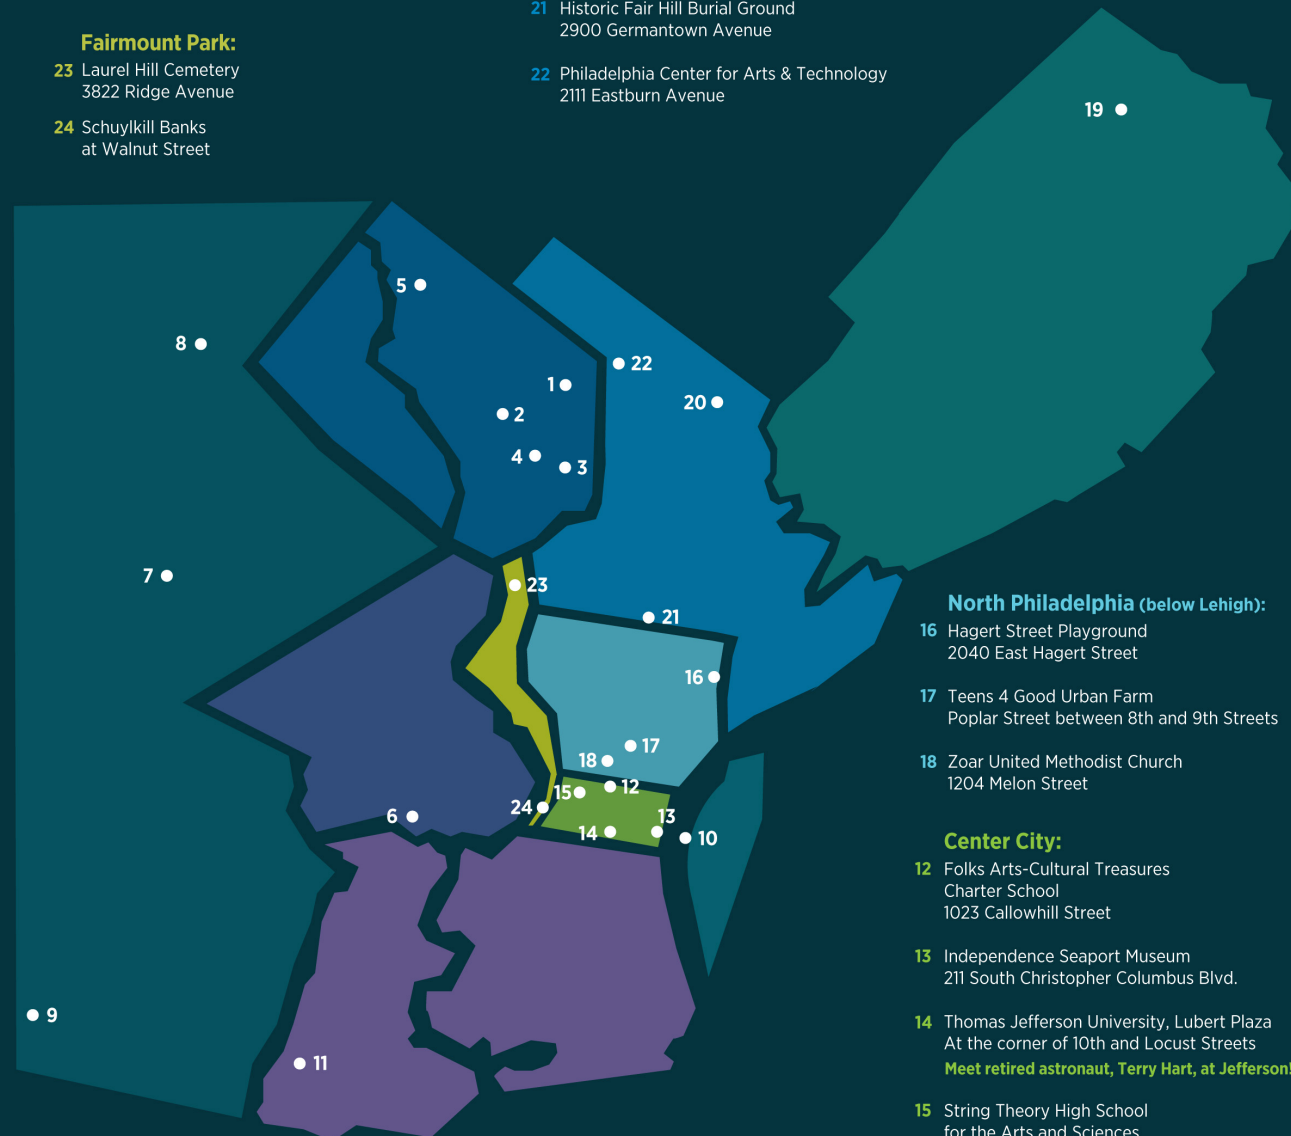 21 Historic Fair Hill Burial Ground
2900 Germantown Avenue
22 Philadelphia Center for Arts & Technology
2111 Eastburn Avenue
Fairmount Park:
23 Laurel Hill Cemetery
3822 Ridge Avenue
24 Schuylkill Banks
at Walnut Street
19
5
8
22
1
20
2
4
3
7
23
21
16
17
18
12
15
24
13
6
14
10
9
11
North Philadelphia (below Lehigh):
16 Hagert Street Playground
2040 East Hagert Street
17 Teens 4 Good Urban Farm
Poplar Street between 8th and 9th Streets
18 Zoar United Methodist Church
1204 Melon Street
Center City:
12 Folks Arts-Cultural Treasures
Charter School
1023 Callowhill Street
13 Independence Seaport Museum
211 South Christopher Columbus Blvd.
14 Thomas Jefferson University, Lubert Plaza
At the corner of 10th and Locust Streets
Meet retired astronaut, Terry Hart, at Jefferson!
15 String Theory High School
for the Arts and Sciences